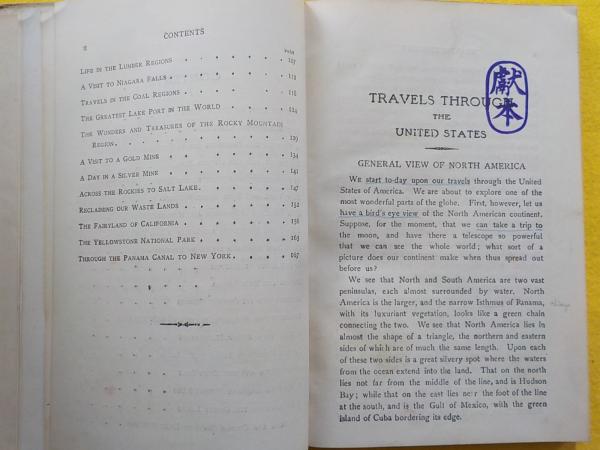 8 CONTENTS
PAGE
LIFE IN THE LUMBER REGIONS . . . . . . 107
A VISIT TO NIAGARA FALLS . . . . . . 113
TRAVELS IN THE COAL REGIONS . . . . . 118
THE GREATEST LAKE PORT IN THE WORLD . . . . 124
THE WONDERS AND TREASURES OF THE ROCKY MOUNTAIN
REGION . . . . . . . . 129
A VISIT TO A GOLD MINE . . . . . . 134
A DAY IN A SILVER MINE . . . . . . 141
ACROSS THE ROCKIES TO SALT LAKE . . . . . 147
RECLAIMING OUR WASTE LANDS . . . . . . 152
THE FAIRYLAND OF CALIFORNIA . . . . . . 156
THE YELLOWSTONE NATIONAL PARK . . . . . 163
THROUGH THE PANAMA CANAL TO NEW YORK . . . . 167
献本
TRAVELS THROUGH
THE
UNITED STATES
GENERAL VIEW OF NORTH AMERICA
WE start to-day upon our travels through the United
States of America. We are about to explore one of the
most wonderful parts of the globe. First, however, let us
have a bird's eye view of the North American continent.
Suppose, for the moment, that we can take a trip to
the moon, and have there a telescope so powerful
that we can see the whole world; what sort of a
picture does our continent make when thus spread out
before us?
We see that North and South America are two vast
peninsulas, each almost surrounded by water. North
America is the larger, and the narrow Isthmus of Panama,
with its luxuriant vegetation, looks like a green chain
connecting the two. We see that North America lies in
almost the shape of a triangle, the northern and eastern
sides of which are of much the same length. Upon each
of these two sides is a great silvery spot where the waters
from the ocean extend into the land. That on the north
lies not far from the middle of the line, and is Hudson
Bay; while that on the east lies near the foot of the line
at the south, and is the Gulf of Mexico, with the green
island of Cuba bordering its edge.